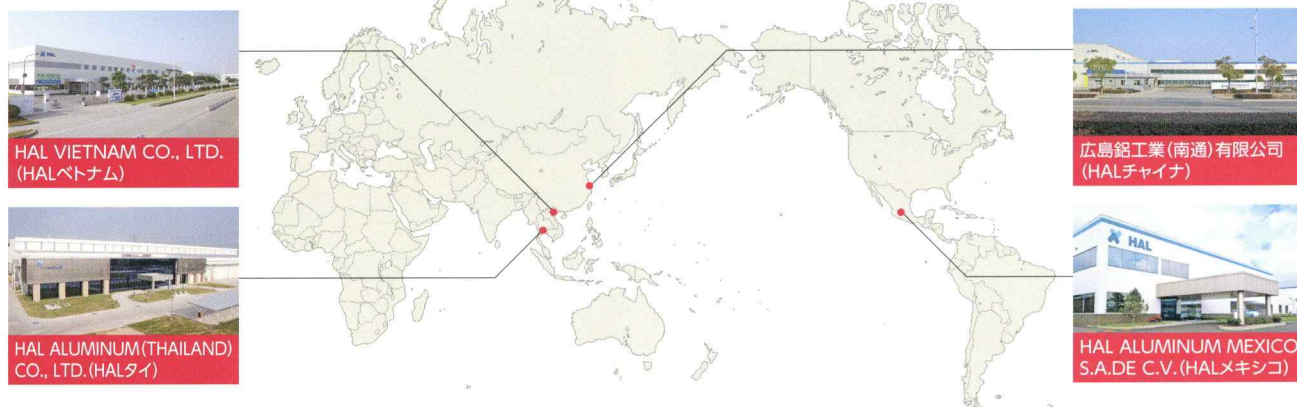 HAL
HAL VIETNAM CO., LTD.
(HALベトナム)
HAL ALUMINUM(THAILAND)
CO., LTD.(HALタイ)
広島鋁工業(南通)有限公司
(HALチャイナ)
HAL
HAL ALUMINUM MEXICO
S.A.DE C.V.(HALメキシコ)